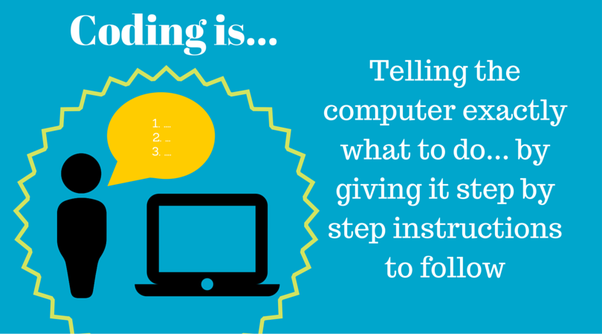 Coding is...
1. _
2. _
3. _
Telling the
computer exactly
what to do... by
giving it step by
step instructions
to follow